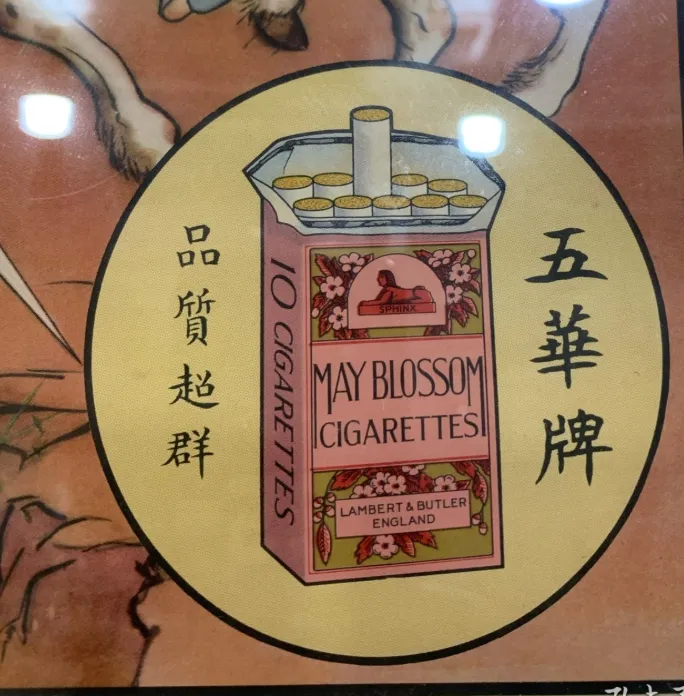 五華牌
品質超群
10 CIGARETTES
SPHINX
MAY BLOSSOM
CIGARETTES
LAMBERT & BUTLER
ENGLAND